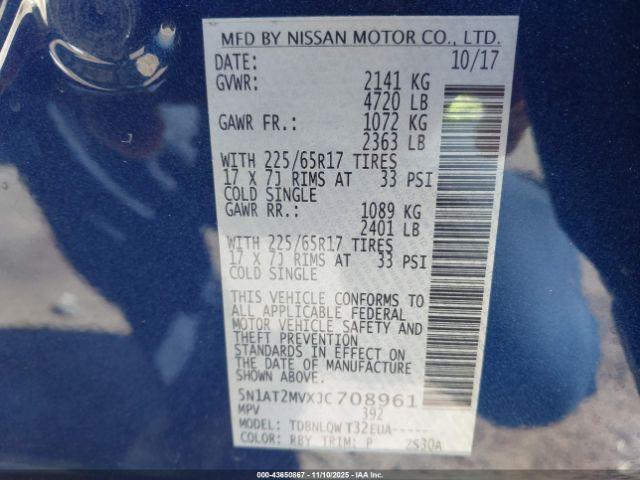 MFD BY NISSAN MOTOR CO., LTD.
DATE: 10/17
GVWR: 2141 KG
4720 LB
GAWR FR.: 1072 KG
2363 LB
WITH 225/65R17 TIRES
17 X 7J RIMS AT 33 PSI
COLD SINGLE
GAWR RR.: 1089 KG
2401 LB
WITH 225/65R17 TIRES
17 X 7J RIMS AT 33 PSI
COLD SINGLE
THIS VEHICLE CONFORMS TO
ALL APPLICABLE FEDERAL
MOTOR VEHICLE SAFETY AND
THEFT PREVENTION
STANDARDS IN EFFECT ON
THE DATE OF MANUFACTURE
SHOWN ABOVE.
5N1AT2MVXJC708961
MPV 392
MODEL: TDBNLQW T32EUA-----
COLOR: RBY TRIM: P 2S30A
000-43650867 - 11/10/2025 - IAAI.COM